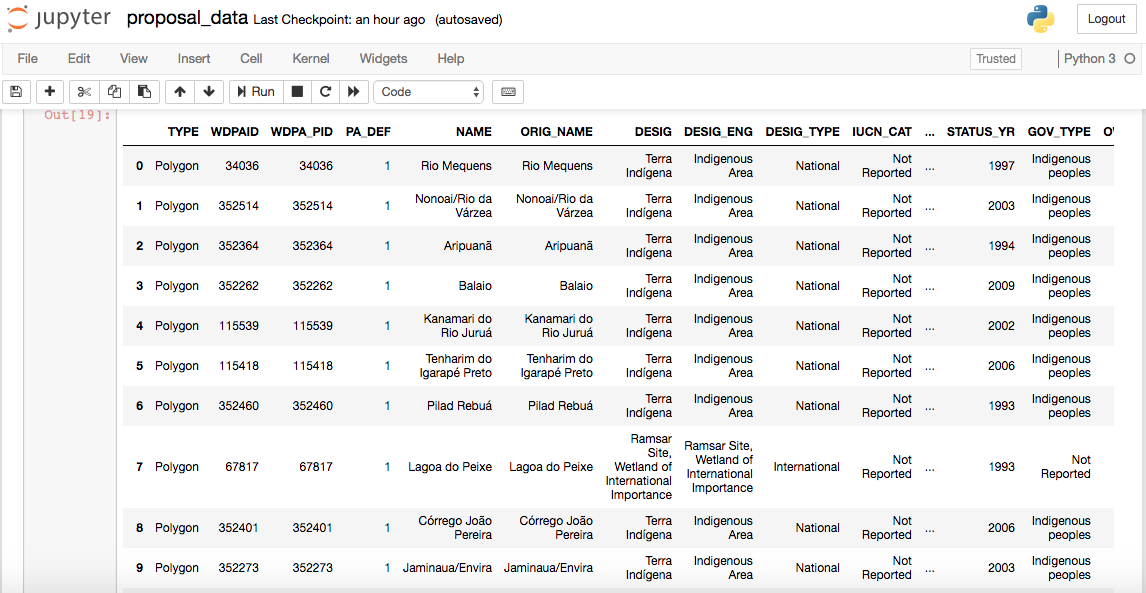 jupyter proposal_data Last Checkpoint: an hour ago (autosaved) Logout
File Edit View Insert Cell Kernel Widgets Help Trusted Python 3
Run Code
Out[19]:
TYPE WDPAID WDPA_PID PA_DEF NAME ORIG_NAME DESIG DESIG_ENG DESIG_TYPE IUCN_CAT ... STATUS_YR GOV_TYPE
0 Polygon 34036 34036 1 Rio Mequens Rio Mequens Terra Indígena Indigenous Area National Not Reported ... 1997 Indigenous peoples
1 Polygon 352514 352514 1 Nonoai/Rio da Várzea Nonoai/Rio da Várzea Terra Indígena Indigenous Area National Not Reported ... 2003 Indigenous peoples
2 Polygon 352364 352364 1 Aripuanã Aripuanã Terra Indígena Indigenous Area National Not Reported ... 1994 Indigenous peoples
3 Polygon 352262 352262 1 Balaio Balaio Terra Indígena Indigenous Area National Not Reported ... 2009 Indigenous peoples
4 Polygon 115539 115539 1 Kanamari do Rio Juruá Kanamari do Rio Juruá Terra Indígena Indigenous Area National Not Reported ... 2002 Indigenous peoples
5 Polygon 115418 115418 1 Tenharim do Igarapé Preto Tenharim do Igarapé Preto Terra Indígena Indigenous Area National Not Reported ... 2006 Indigenous peoples
6 Polygon 352460 352460 1 Pilad Rebuá Pilad Rebuá Terra Indígena Indigenous Area National Not Reported ... 1993 Indigenous peoples
7 Polygon 67817 67817 1 Lagoa do Peixe Lagoa do Peixe Ramsar Site, Wetland of International Importance Ramsar Site, Wetland of International Importance International Not Reported ... 1993 Not Reported
8 Polygon 352401 352401 1 Córrego João Pereira Córrego João Pereira Terra Indígena Indigenous Area National Not Reported ... 2006 Indigenous peoples
9 Polygon 352273 352273 1 Jaminaua/Envira Jaminaua/Envira Terra Indígena Indigenous Area National Not Reported ... 2003 Indigenous peoples